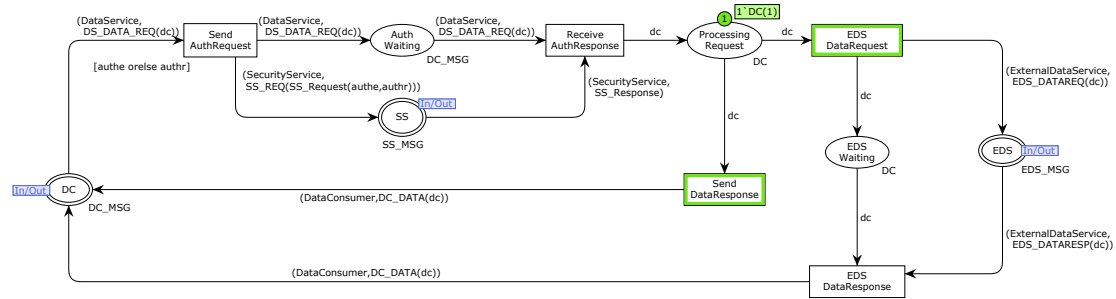 (DataService,
DS_DATA_REQ(dc))
Send
AuthRequest
[authe orelse authr]
(DataService,
DS_DATA_REQ(dc))
Auth
Waiting
DC_MSG
(DataService,
DS_DATA_REQ(dc))
Receive
AuthResponse
dc
1
1`DC(1)
Processing
Request
DC
dc
EDS
DataRequest
(SecurityService,
SS_REQ(SS_Request(authe,authr)))
In/Out
SS
SS_MSG
(SecurityService,
SS_Response)
dc
dc
(ExternalDataService,
EDS_DATAREQ(dc))
EDS
Waiting
DC
EDS
In/Out
EDS_MSG
In/Out
DC
DC_MSG
(DataConsumer,DC_DATA(dc))
Send
DataResponse
dc
(ExternalDataService,
EDS_DATARESP(dc))
(DataConsumer,DC_DATA(dc))
EDS
DataResponse